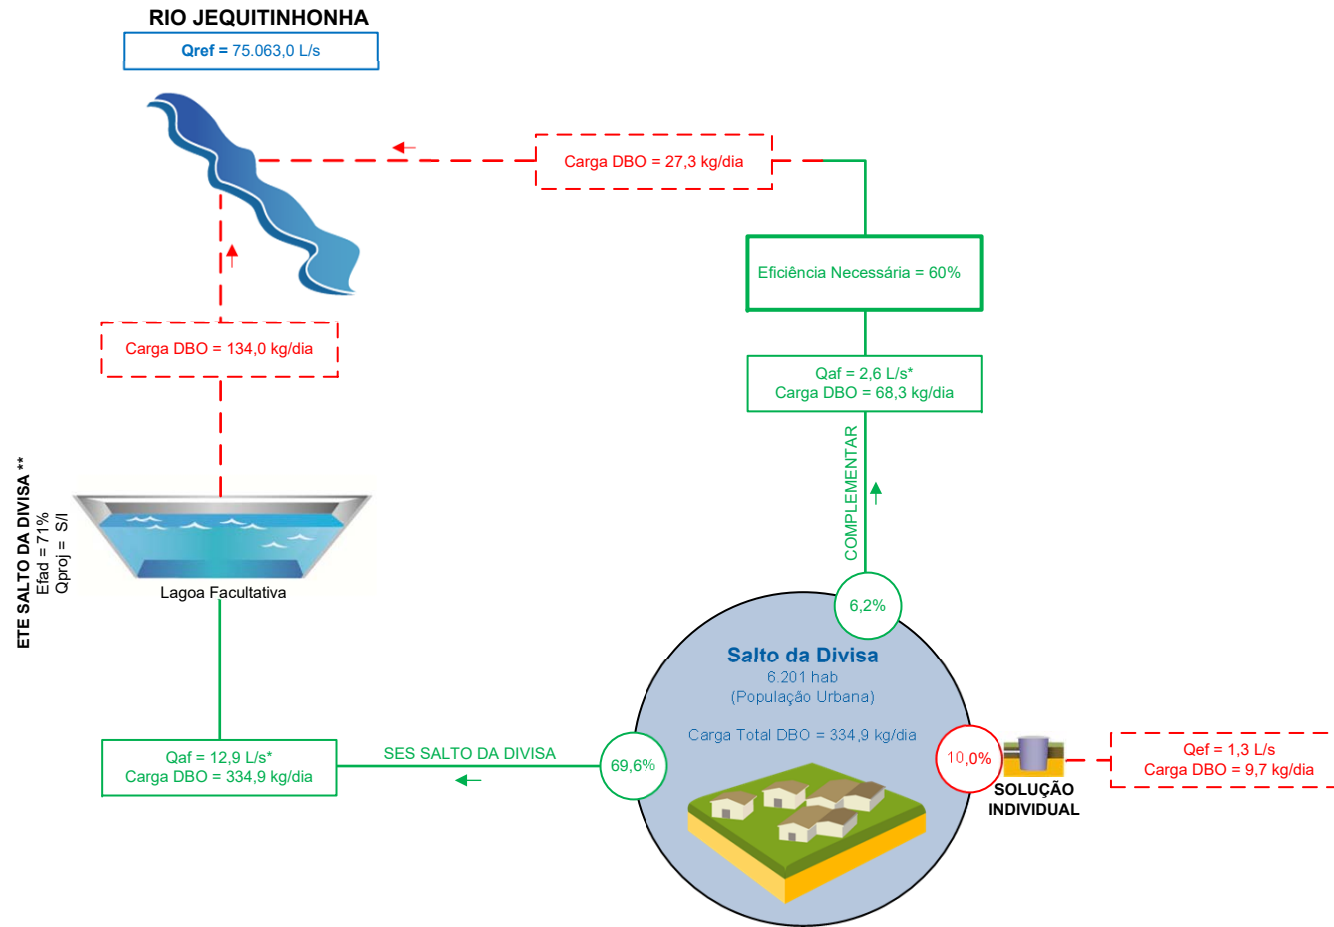 RIO JEQUITINHONHA
Qref = 75.063,0 L/s
Carga DBO = 27,3 kg/dia
Eficiência Necessária = 60%
Carga DBO = 134,0 kg/dia
Qaf = 2,6 L/s*
Carga DBO = 68,3 kg/dia
COMPLEMENTAR
ETE SALTO DA DIVISA **
Efad = 71%
Qproj = S/I
Lagoa Facultativa
6,2%
Salto da Divisa
6.201 hab
(População Urbana)
Carga Total DBO = 334,9 kg/dia
Qaf = 12,9 L/s*
Carga DBO = 334,9 kg/dia
SES SALTO DA DIVISA
69,6%
10,0%
SOLUÇÃO
INDIVIDUAL
Qef = 1,3 L/s
Carga DBO = 9,7 kg/dia